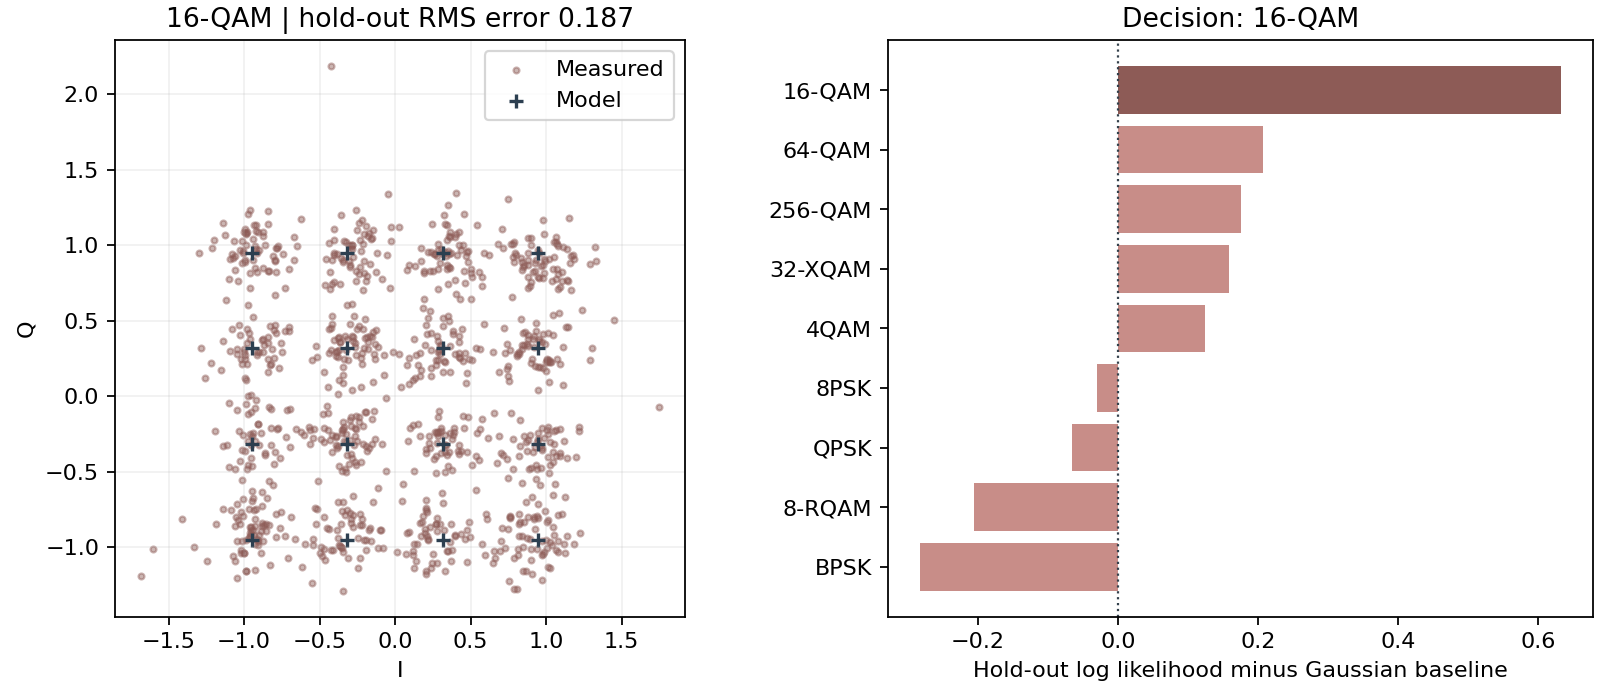 16-QAM | hold-out RMS error 0.187
Measured
Model
2.0
1.5
1.0
0.5
0.0
−0.5
−1.0
Q
−1.5
−1.0
−0.5
0.0
0.5
1.0
1.5
I
Decision: 16-QAM
16-QAM
64-QAM
256-QAM
32-XQAM
4QAM
8PSK
QPSK
8-RQAM
BPSK
−0.2
0.0
0.2
0.4
0.6
Hold-out log likelihood minus Gaussian baseline